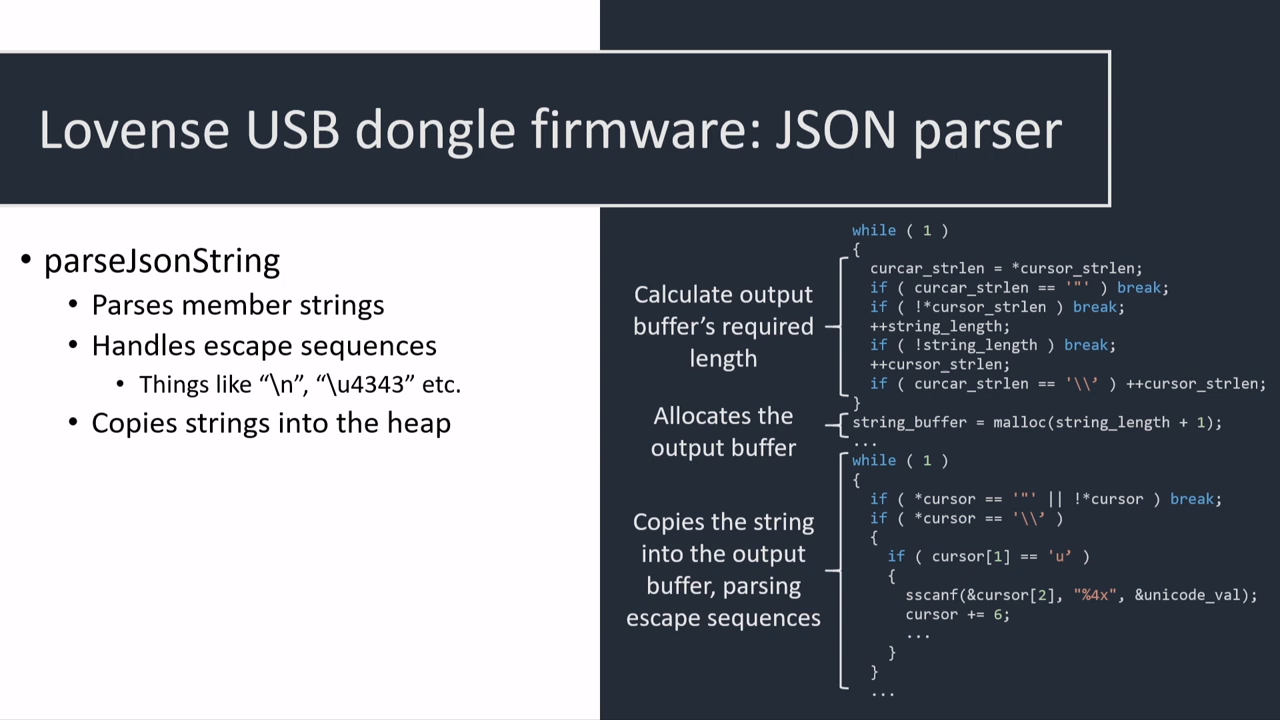 Lovense USB dongle firmware: JSON parser
• parseJsonString
• Parses member strings
• Handles escape sequences
• Things like “\n”, “\u4343” etc.
• Copies strings into the heap
Calculate output
buffer’s required
length
Allocates the
output buffer
Copies the string
into the output
buffer, parsing
escape sequences
while ( 1 )
{
curcar_strlen = *cursor_strlen;
if ( curcar_strlen == '"' ) break;
if ( !*cursor_strlen ) break;
++string_length;
if ( !string_length ) break;
++cursor_strlen;
if ( curcar_strlen == '\\’ ) ++cursor_strlen;
}
string_buffer = malloc(string_length + 1);
...
while ( 1 )
{
if ( *cursor == '"' || !*cursor ) break;
if ( *cursor == '\\’ )
{
if ( cursor[1] == 'u’ )
{
sscanf(&cursor[2], "%4x", &unicode_val);
cursor += 6;
...
}
}
...